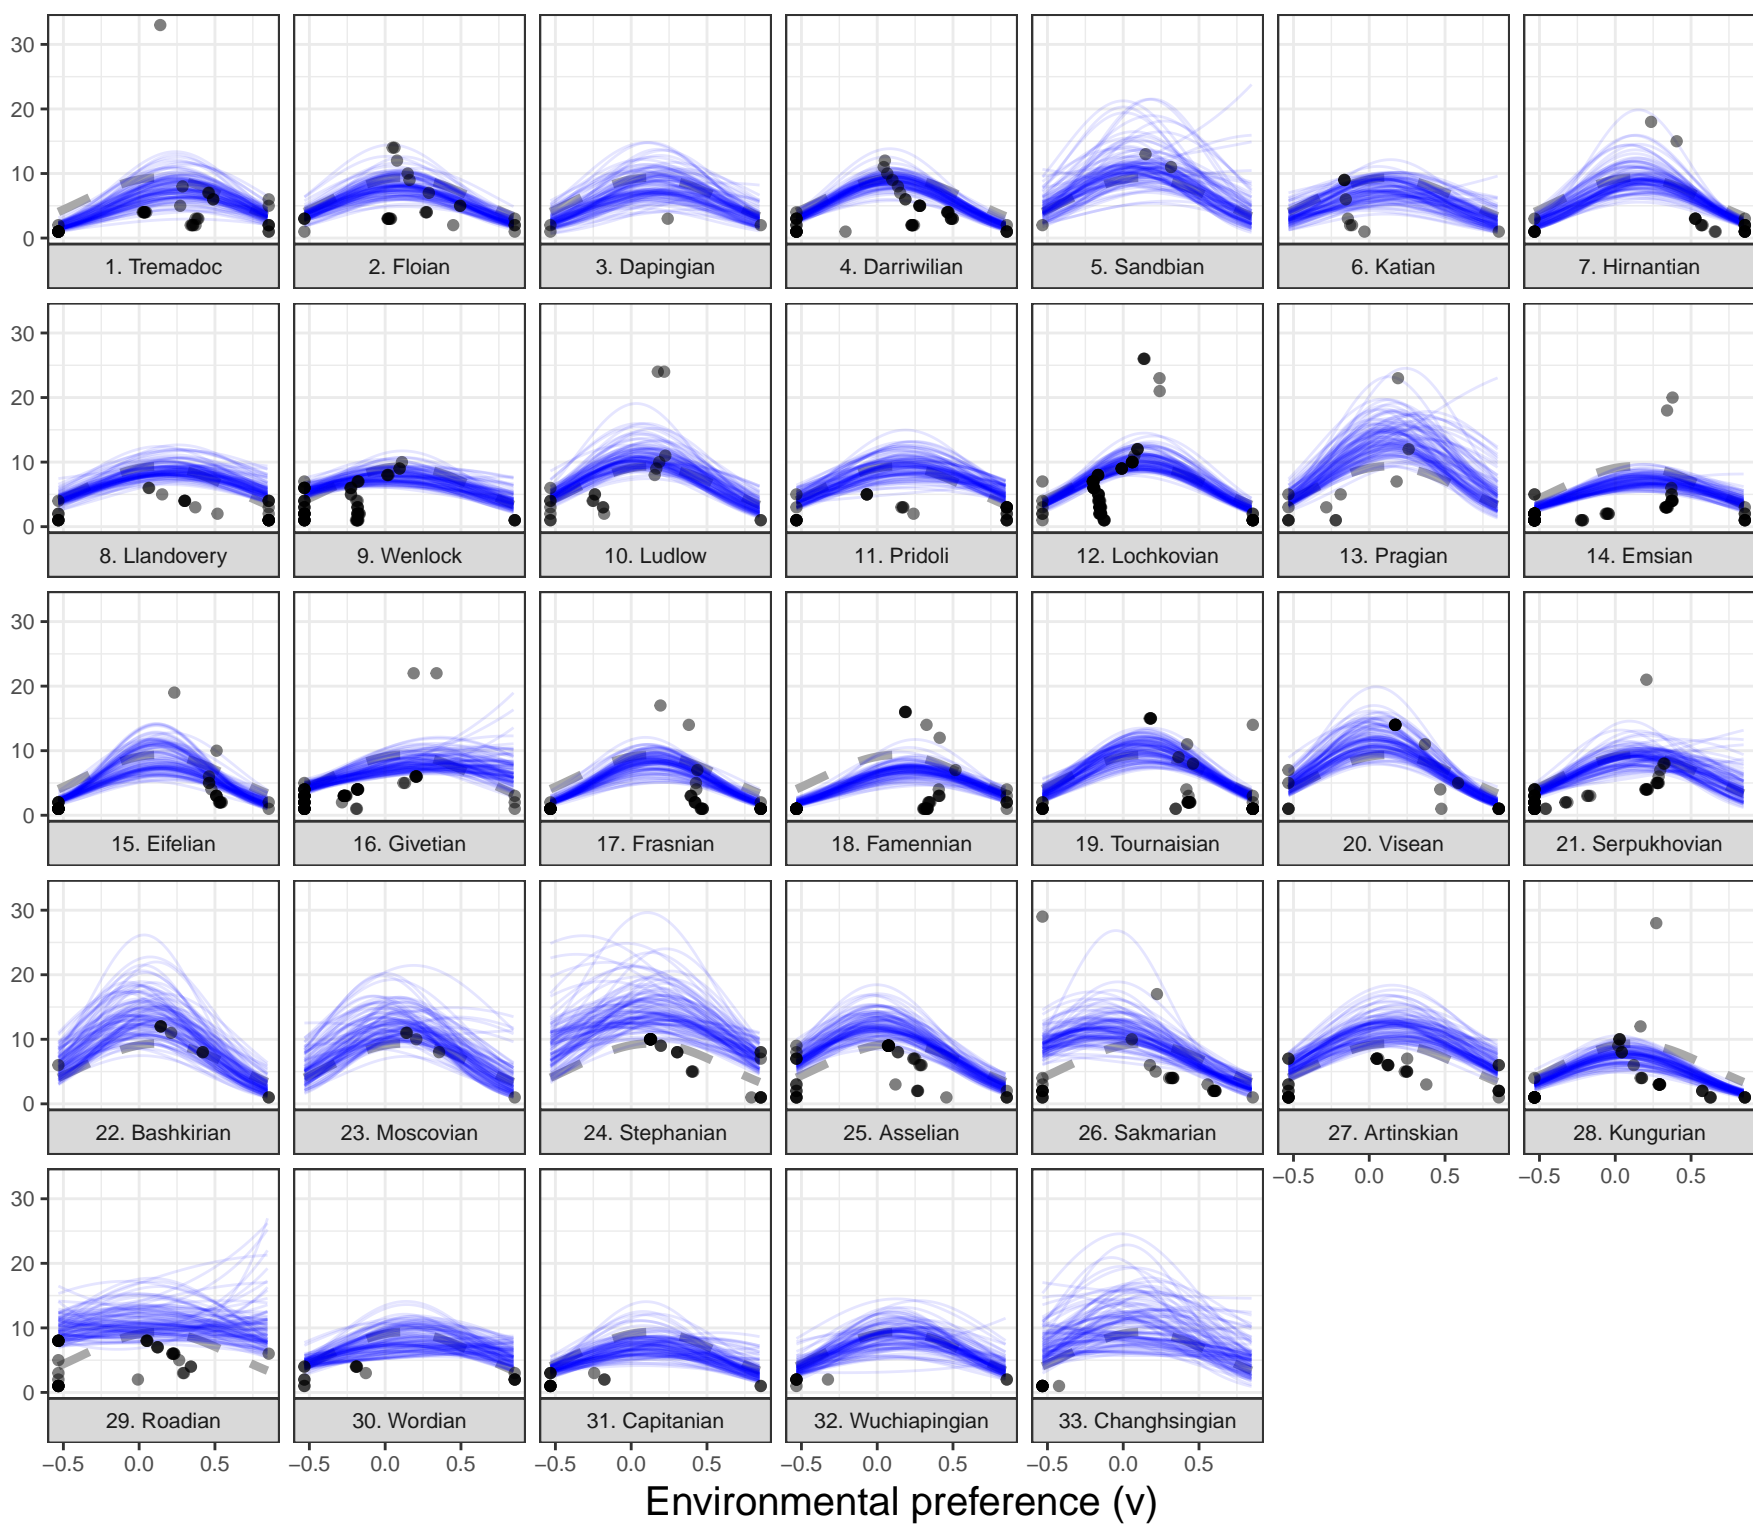 30
20
10
0
1. Tremadoc
2. Floian
3. Dapingian
4. Darriwilian
5. Sandbian
6. Katian
7. Hirnantian
30
20
10
0
8. Llandovery
9. Wenlock
10. Ludlow
11. Pridoli
12. Lochkovian
13. Pragian
14. Emsian
30
20
10
0
15. Eifelian
16. Givetian
17. Frasnian
18. Famennian
19. Tournaisian
20. Visean
21. Serpukhovian
30
20
10
0
22. Bashkirian
23. Moscovian
24. Stephanian
25. Asselian
26. Sakmarian
27. Artinskian
28. Kungurian
−0.5 0.0 0.5
−0.5 0.0 0.5
30
20
10
0
29. Roadian
30. Wordian
31. Capitanian
32. Wuchiapingian
33. Changhsingian
−0.5 0.0 0.5
−0.5 0.0 0.5
−0.5 0.0 0.5
−0.5 0.0 0.5
−0.5 0.0 0.5
Environmental preference (v)